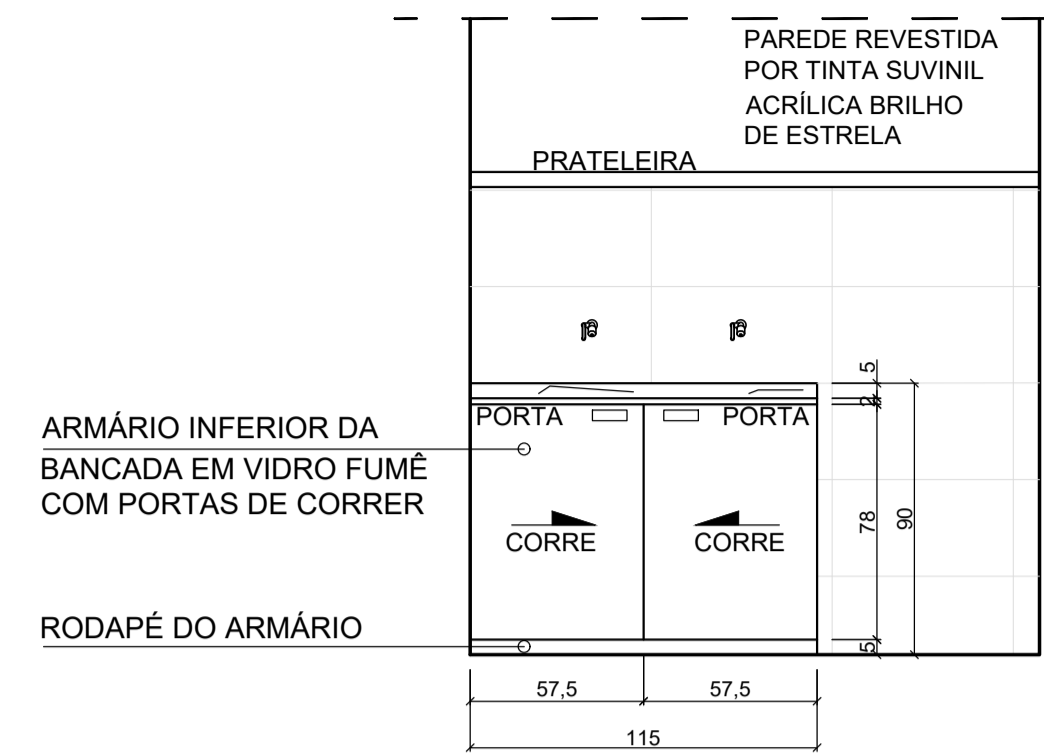 PAREDE REVESTIDA
POR TINTA SUVINIL
ACRÍLICA BRILHO
DE ESTRELA
PRATELEIRA
5
2
PORTA
PORTA
ARMÁRIO INFERIOR DA
BANCADA EM VIDRO FUMÊ
COM PORTAS DE CORRER
78
90
CORRE
CORRE
RODAPÉ DO ARMÁRIO
5
57,5
57,5
115